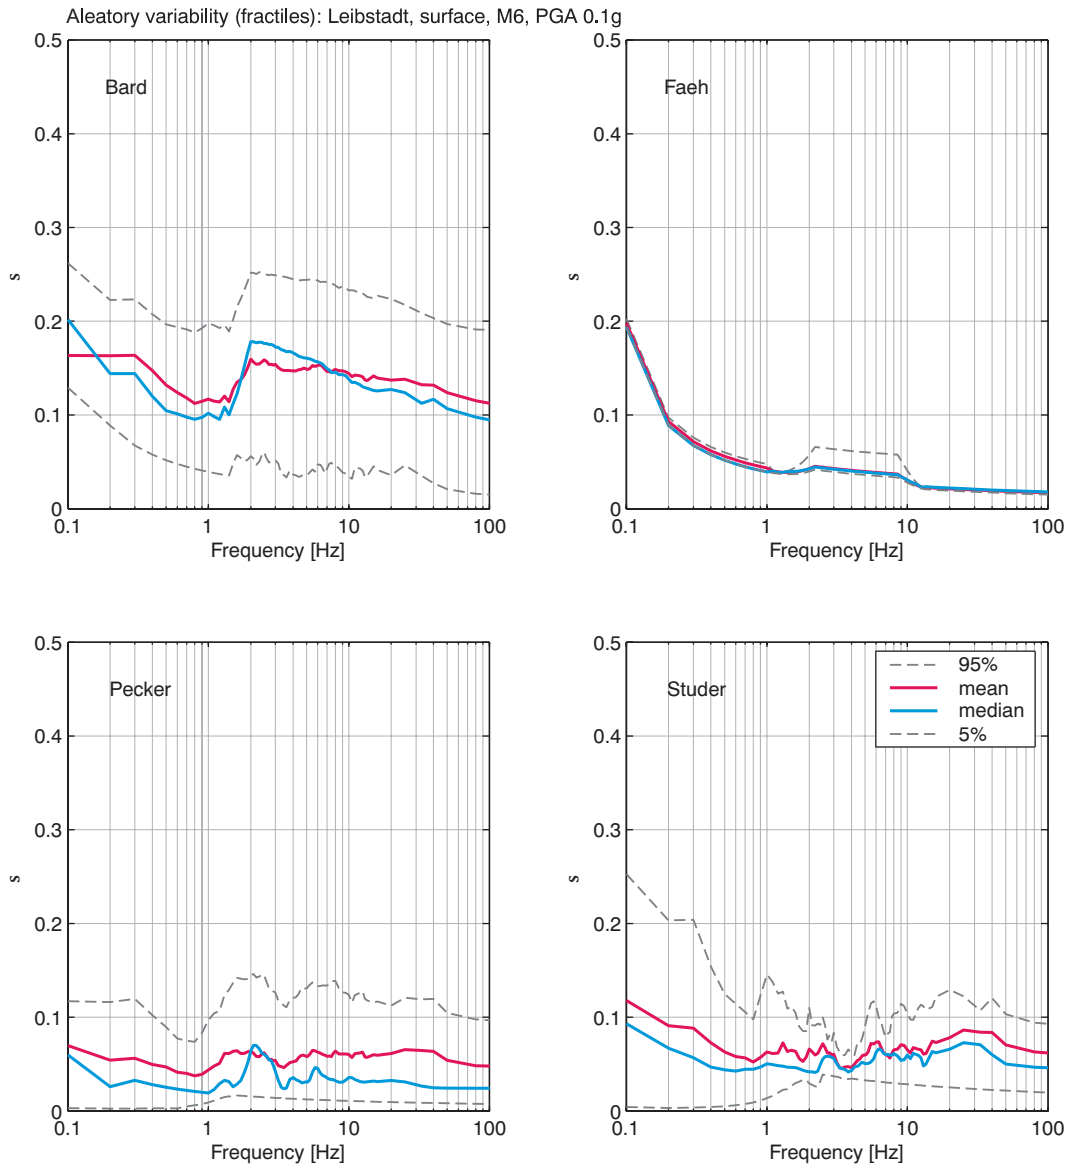 Aleatory variability (fractiles): Leibstadt, surface, M6, PGA 0.1g
Bard
0.5
0.4
0.3
0.2
0.1
0
s
0.1 1 10 100
Frequency [Hz]
Faeh
0.5
0.4
0.3
0.2
0.1
0
s
0.1 1 10 100
Frequency [Hz]
Pecker
0.5
0.4
0.3
0.2
0.1
0
s
0.1 1 10 100
Frequency [Hz]
Studer
95%
mean
median
5%
0.5
0.4
0.3
0.2
0.1
0
s
0.1 1 10 100
Frequency [Hz]